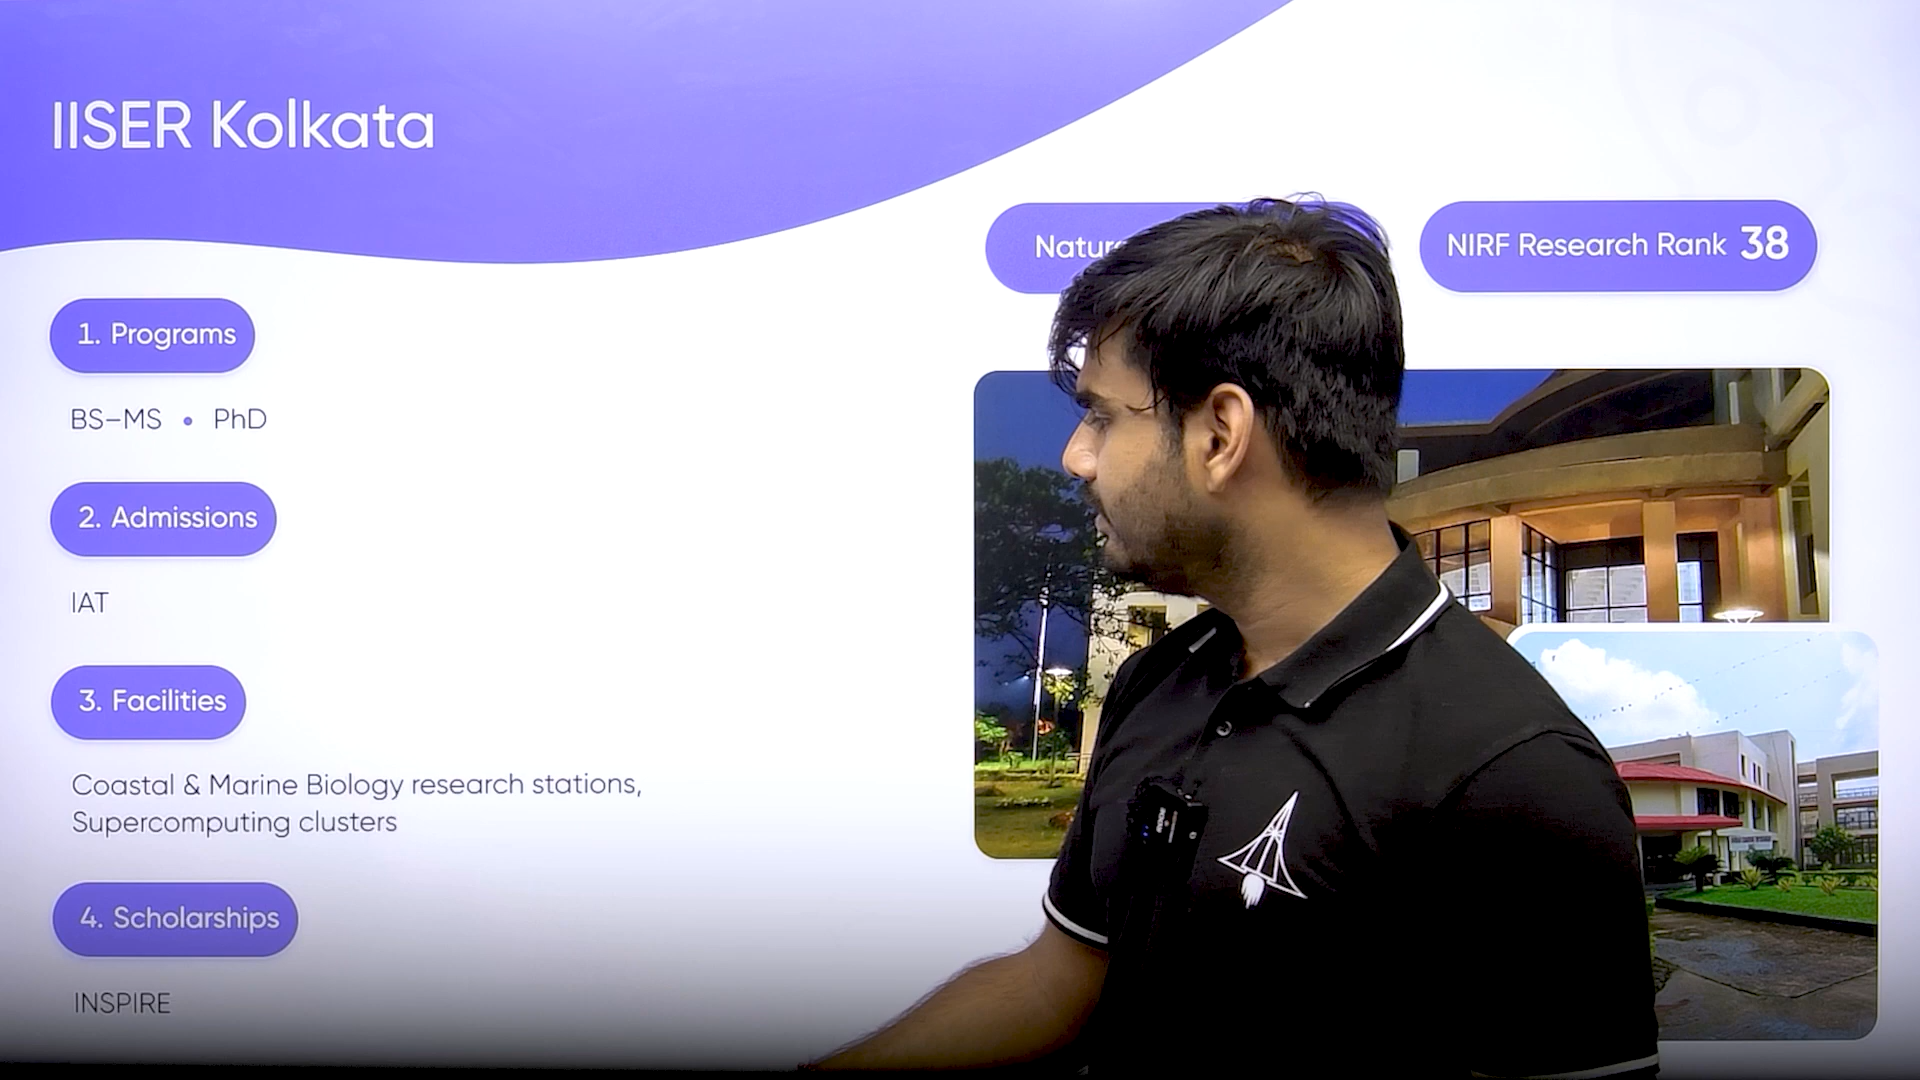 IISER Kolkata
NIRF Research Rank 38
1. Programs
BS–MS • PhD
2. Admissions
IAT
3. Facilities
Coastal & Marine Biology research stations,
Supercomputing clusters
4. Scholarships
INSPIRE